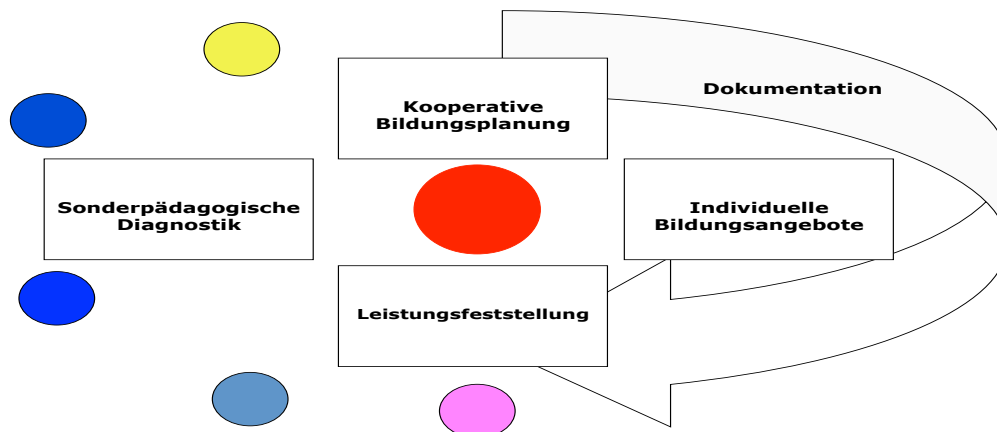 Kooperative
Bildungsplanung
Dokumentation
Sonderpädagogische
Diagnostik
Individuelle
Bildungsangebote
Leistungsfeststellung